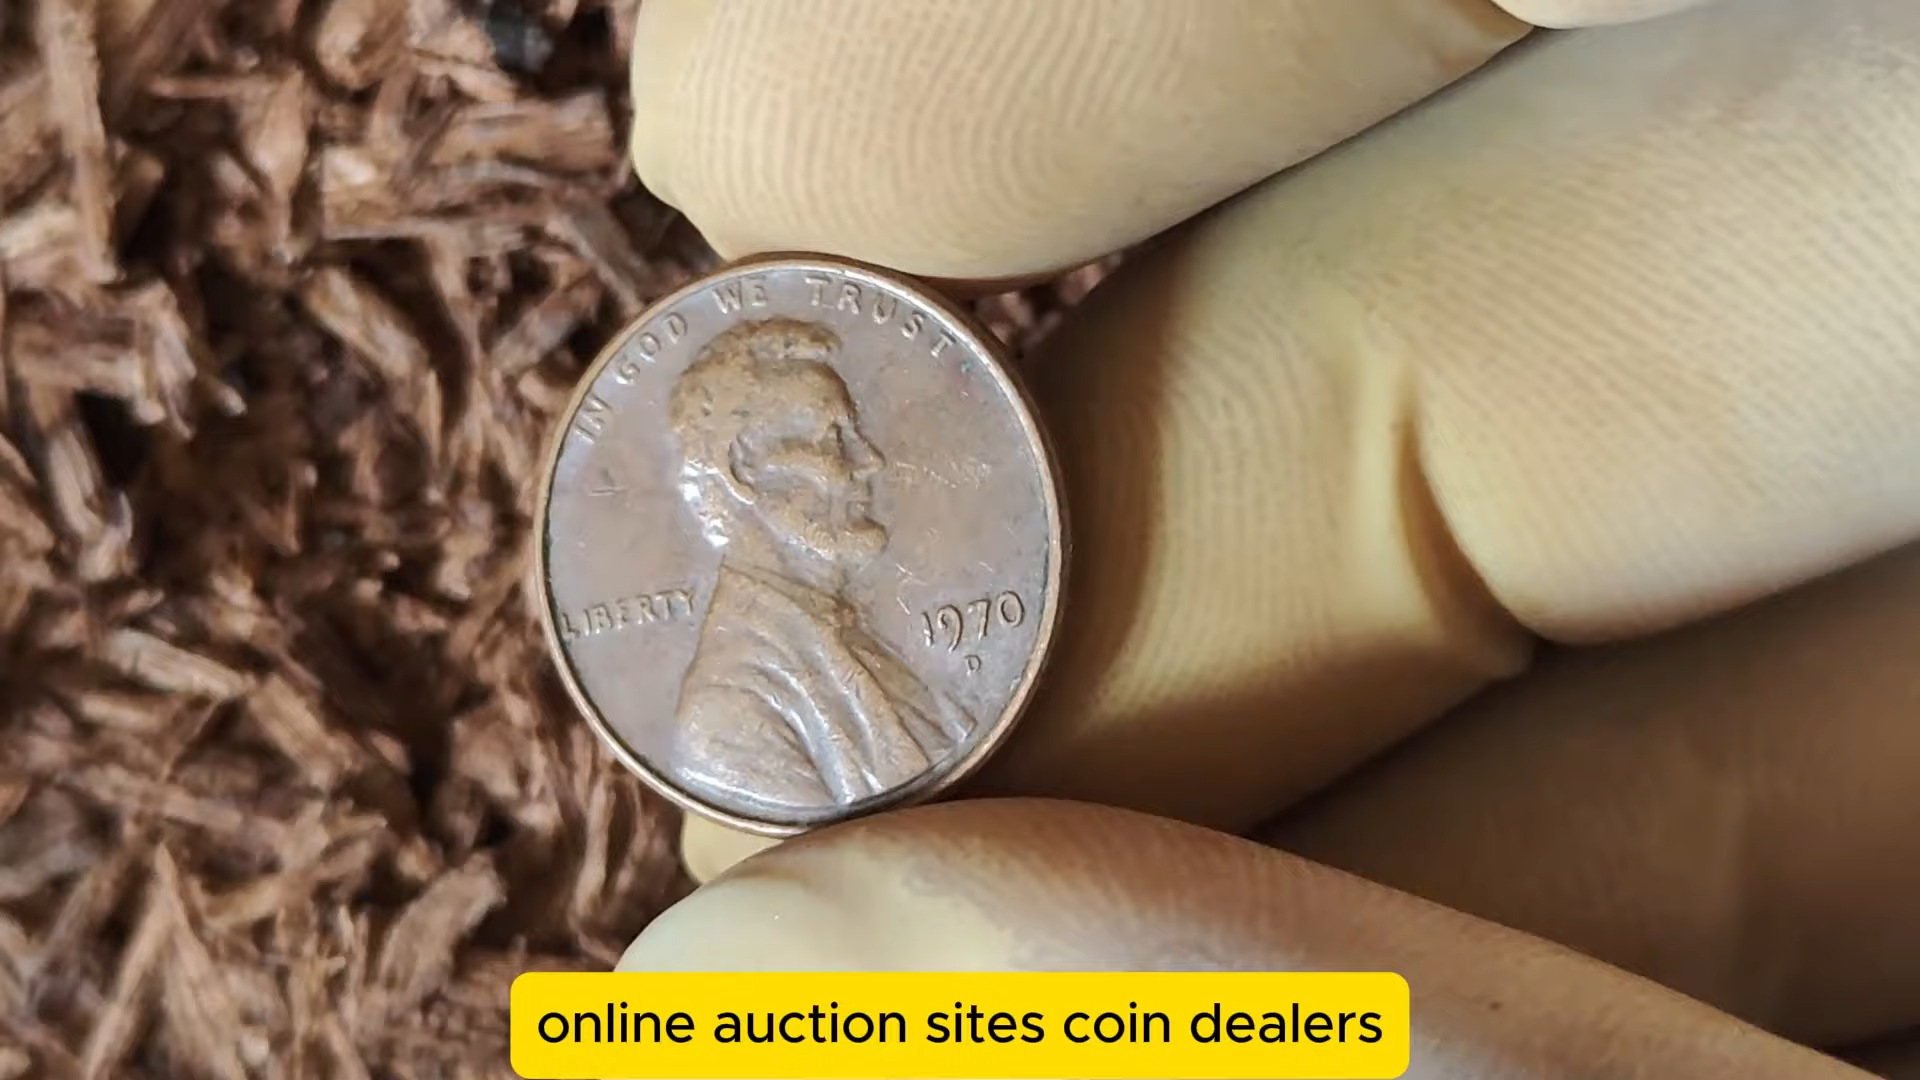 IN GOD WE TRUST
LIBERTY
1970
D
online auction sites coin dealers